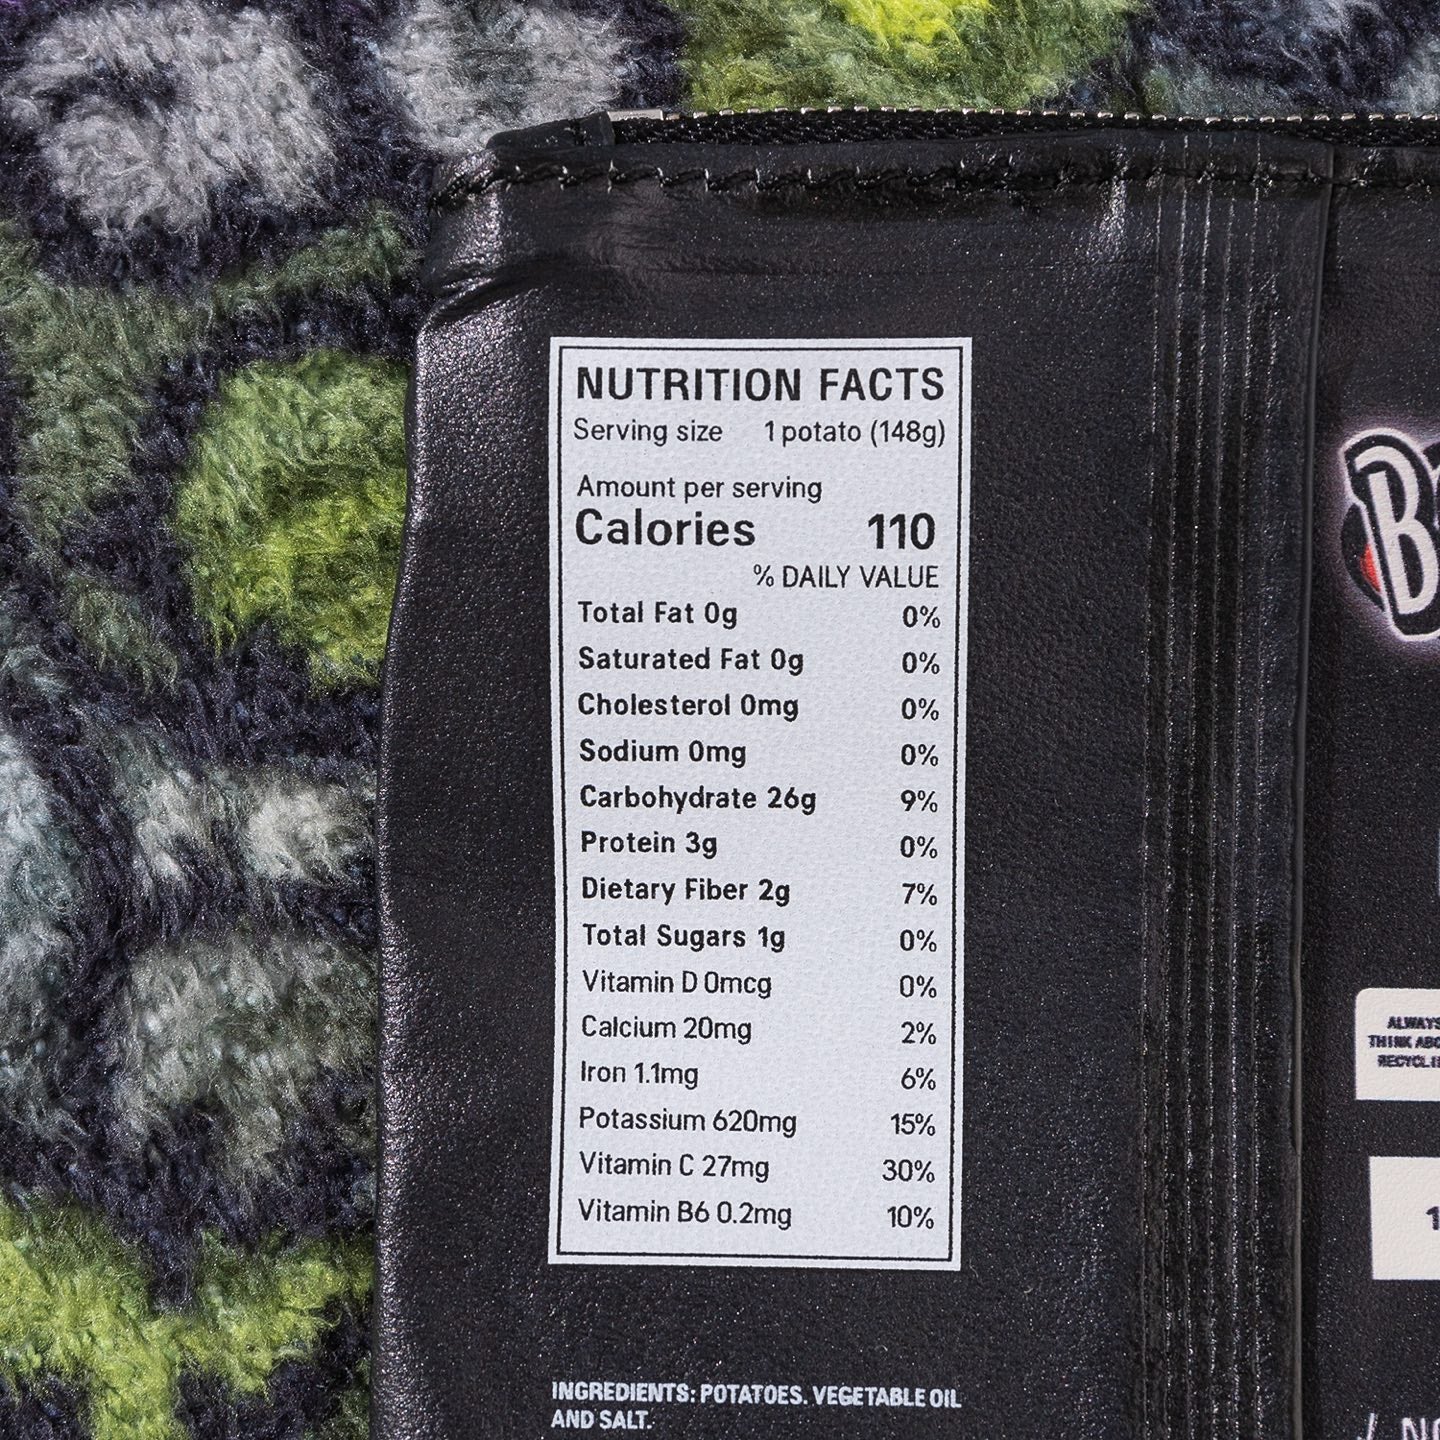 NUTRITION FACTS
Serving size 1 potato (148g)
Amount per serving
Calories 110
% DAILY VALUE
Total Fat 0g 0%
Saturated Fat 0g 0%
Cholesterol 0mg 0%
Sodium 0mg 0%
Carbohydrate 26g 9%
Protein 3g 0%
Dietary Fiber 2g 7%
Total Sugars 1g 0%
Vitamin D 0mcg 0%
Calcium 20mg 2%
Iron 1.1mg 6%
Potassium 620mg 15%
Vitamin C 27mg 30%
Vitamin B6 0.2mg 10%
INGREDIENTS: POTATOES. VEGETABLE OIL
AND SALT.
ALWAYS
THINK